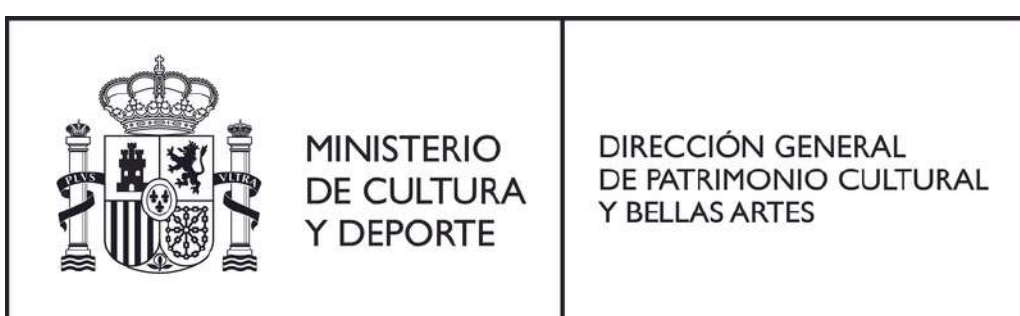 PLVS
VLTRA
MINISTERIO
DE CULTURA
Y DEPORTE
DIRECCIÓN GENERAL
DE PATRIMONIO CULTURAL
Y BELLAS ARTES